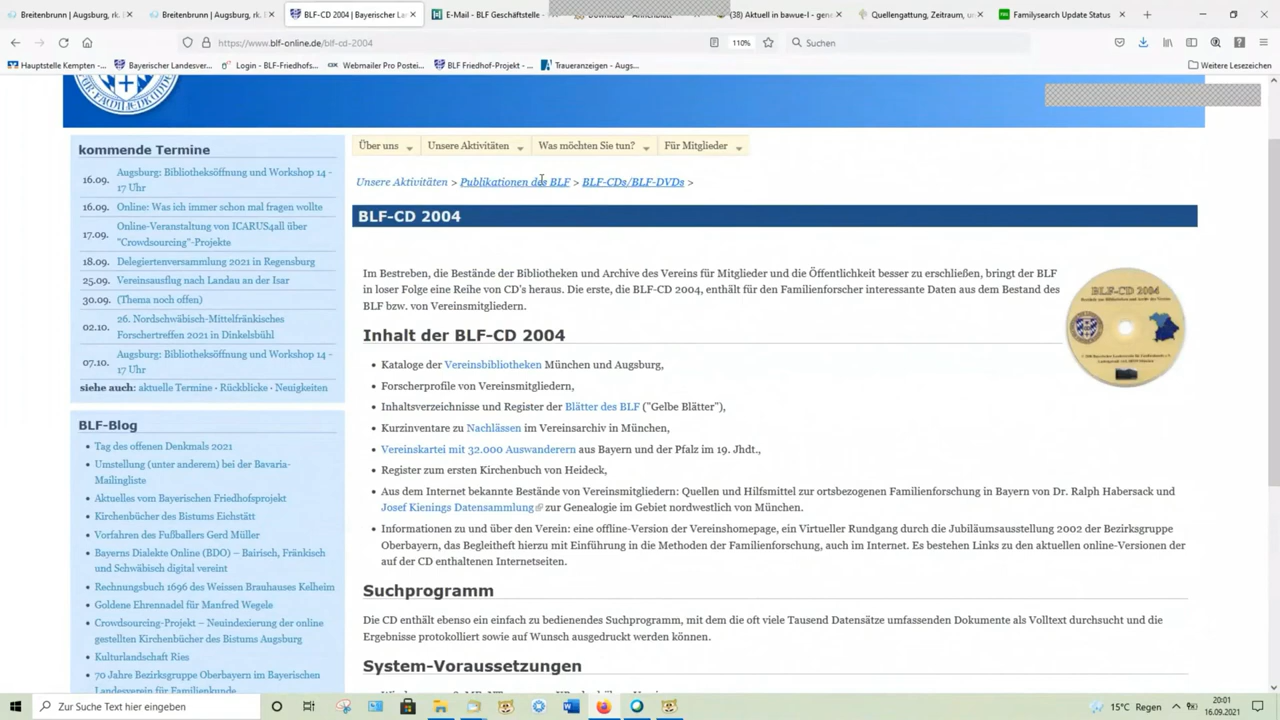 Breitenbrunn | Augsburg, rk. Bis
Breitenbrunn | Augsburg, rk. Bis
BLF-CD 2004 | Bayerischer La
E-Mail - BLF Geschäftstelle
(38) Aktuell in bawue-l - gene
Quellengattung, Zeitraum, un
Familysearch Update Status
https://www.blf-online.de/blf-cd-2004
110%
Suchen
Hauptstelle Kempten -...
Bayerischer Landesver...
Login - BLF-Friedhofs...
Webmailer Pro Postei...
BLF Friedhof-Projekt - ...
Traueranzeigen - Augs...
Weitere Lesezeichen
Über uns
Unsere Aktivitäten
Was möchten Sie tun?
Für Mitglieder
kommende Termine
16.09. Augsburg: Bibliotheksöffnung und Workshop 14 -
17 Uhr
16.09. Online: Was ich immer schon mal fragen wollte
17.09. Online-Veranstaltung von ICARUS4all über
"Crowdsourcing"-Projekte
18.09. Delegiertenversammlung 2021 in Regensburg
25.09. Vereinsausflug nach Landau an der Isar
30.09. (Thema noch offen)
02.10. 26. Nordschwäbisch-Mittelfränkisches
Forschertreffen 2021 in Dinkelsbühl
07.10. Augsburg: Bibliotheksöffnung und Workshop 14 -
17 Uhr
siehe auch: aktuelle Termine · Rückblicke · Neuigkeiten
BLF-Blog
Tag des offenen Denkmals 2021
Umstellung (unter anderem) bei der Bavaria-
Mailingliste
Aktuelles vom Bayerischen Friedhofsprojekt
Kirchenbücher des Bistums Eichstätt
Vorfahren des Fußballers Gerd Müller
Bayerns Dialekte Online (BDO) – Bairisch, Fränkisch
und Schwäbisch digital vereint
Rechnungsbuch 1696 des Weissen Brauhauses Kelheim
Goldene Ehrennadel für Manfred Wegele
Crowdsourcing-Projekt – Neuindexierung der online
gestellten Kirchenbücher des Bistums Augsburg
Kulturlandschaft Ries
70 Jahre Bezirksgruppe Oberbayern im Bayerischen
Landesverein für Familienkunde
Unsere Aktivitäten > Publikationen des BLF > BLF-CDs/BLF-DVDs >
BLF-CD 2004
Im Bestreben, die Bestände der Bibliotheken und Archive des Vereins für Mitglieder und die Öffentlichkeit besser zu erschließen, bringt der BLF
in loser Folge eine Reihe von CD's heraus. Die erste, die BLF-CD 2004, enthält für den Familienforscher interessante Daten aus dem Bestand des
BLF bzw. von Vereinsmitgliedern.
BLF-CD 2004
Inhalt der BLF-CD 2004
Kataloge der Vereinsbibliotheken München und Augsburg,
Forscherprofile von Vereinsmitgliedern,
Inhaltsverzeichnisse und Register der Blätter des BLF ("Gelbe Blätter"),
Kurzinventare zu Nachlässen im Vereinsarchiv in München,
Vereinskartei mit 32.000 Auswanderern aus Bayern und der Pfalz im 19. Jhdt.,
Register zum ersten Kirchenbuch von Heideck,
Aus dem Internet bekannte Bestände von Vereinsmitgliedern: Quellen und Hilfsmittel zur ortsbezogenen Familienforschung in Bayern von Dr. Ralph Habersack und
Josef Kienings Datensammlung zur Genealogie im Gebiet nordwestlich von München.
Informationen zu und über den Verein: eine offline-Version der Vereinshomepage, ein Virtueller Rundgang durch die Jubiläumsausstellung 2002 der Bezirksgruppe
Oberbayern, das Begleitheft hierzu mit Einführung in die Methoden der Familienforschung, auch im Internet. Es bestehen Links zu den aktuellen online-Versionen der
auf der CD enthaltenen Internetseiten.
Suchprogramm
Die CD enthält ebenso ein einfach zu bedienendes Suchprogramm, mit dem die oft viele Tausend Datensätze umfassenden Dokumente als Volltext durchsucht und die
Ergebnisse protokolliert sowie auf Wunsch ausgedruckt werden können.
System-Voraussetzungen
Zur Suche Text hier eingeben
15°C Regen
20:01
16.09.2021